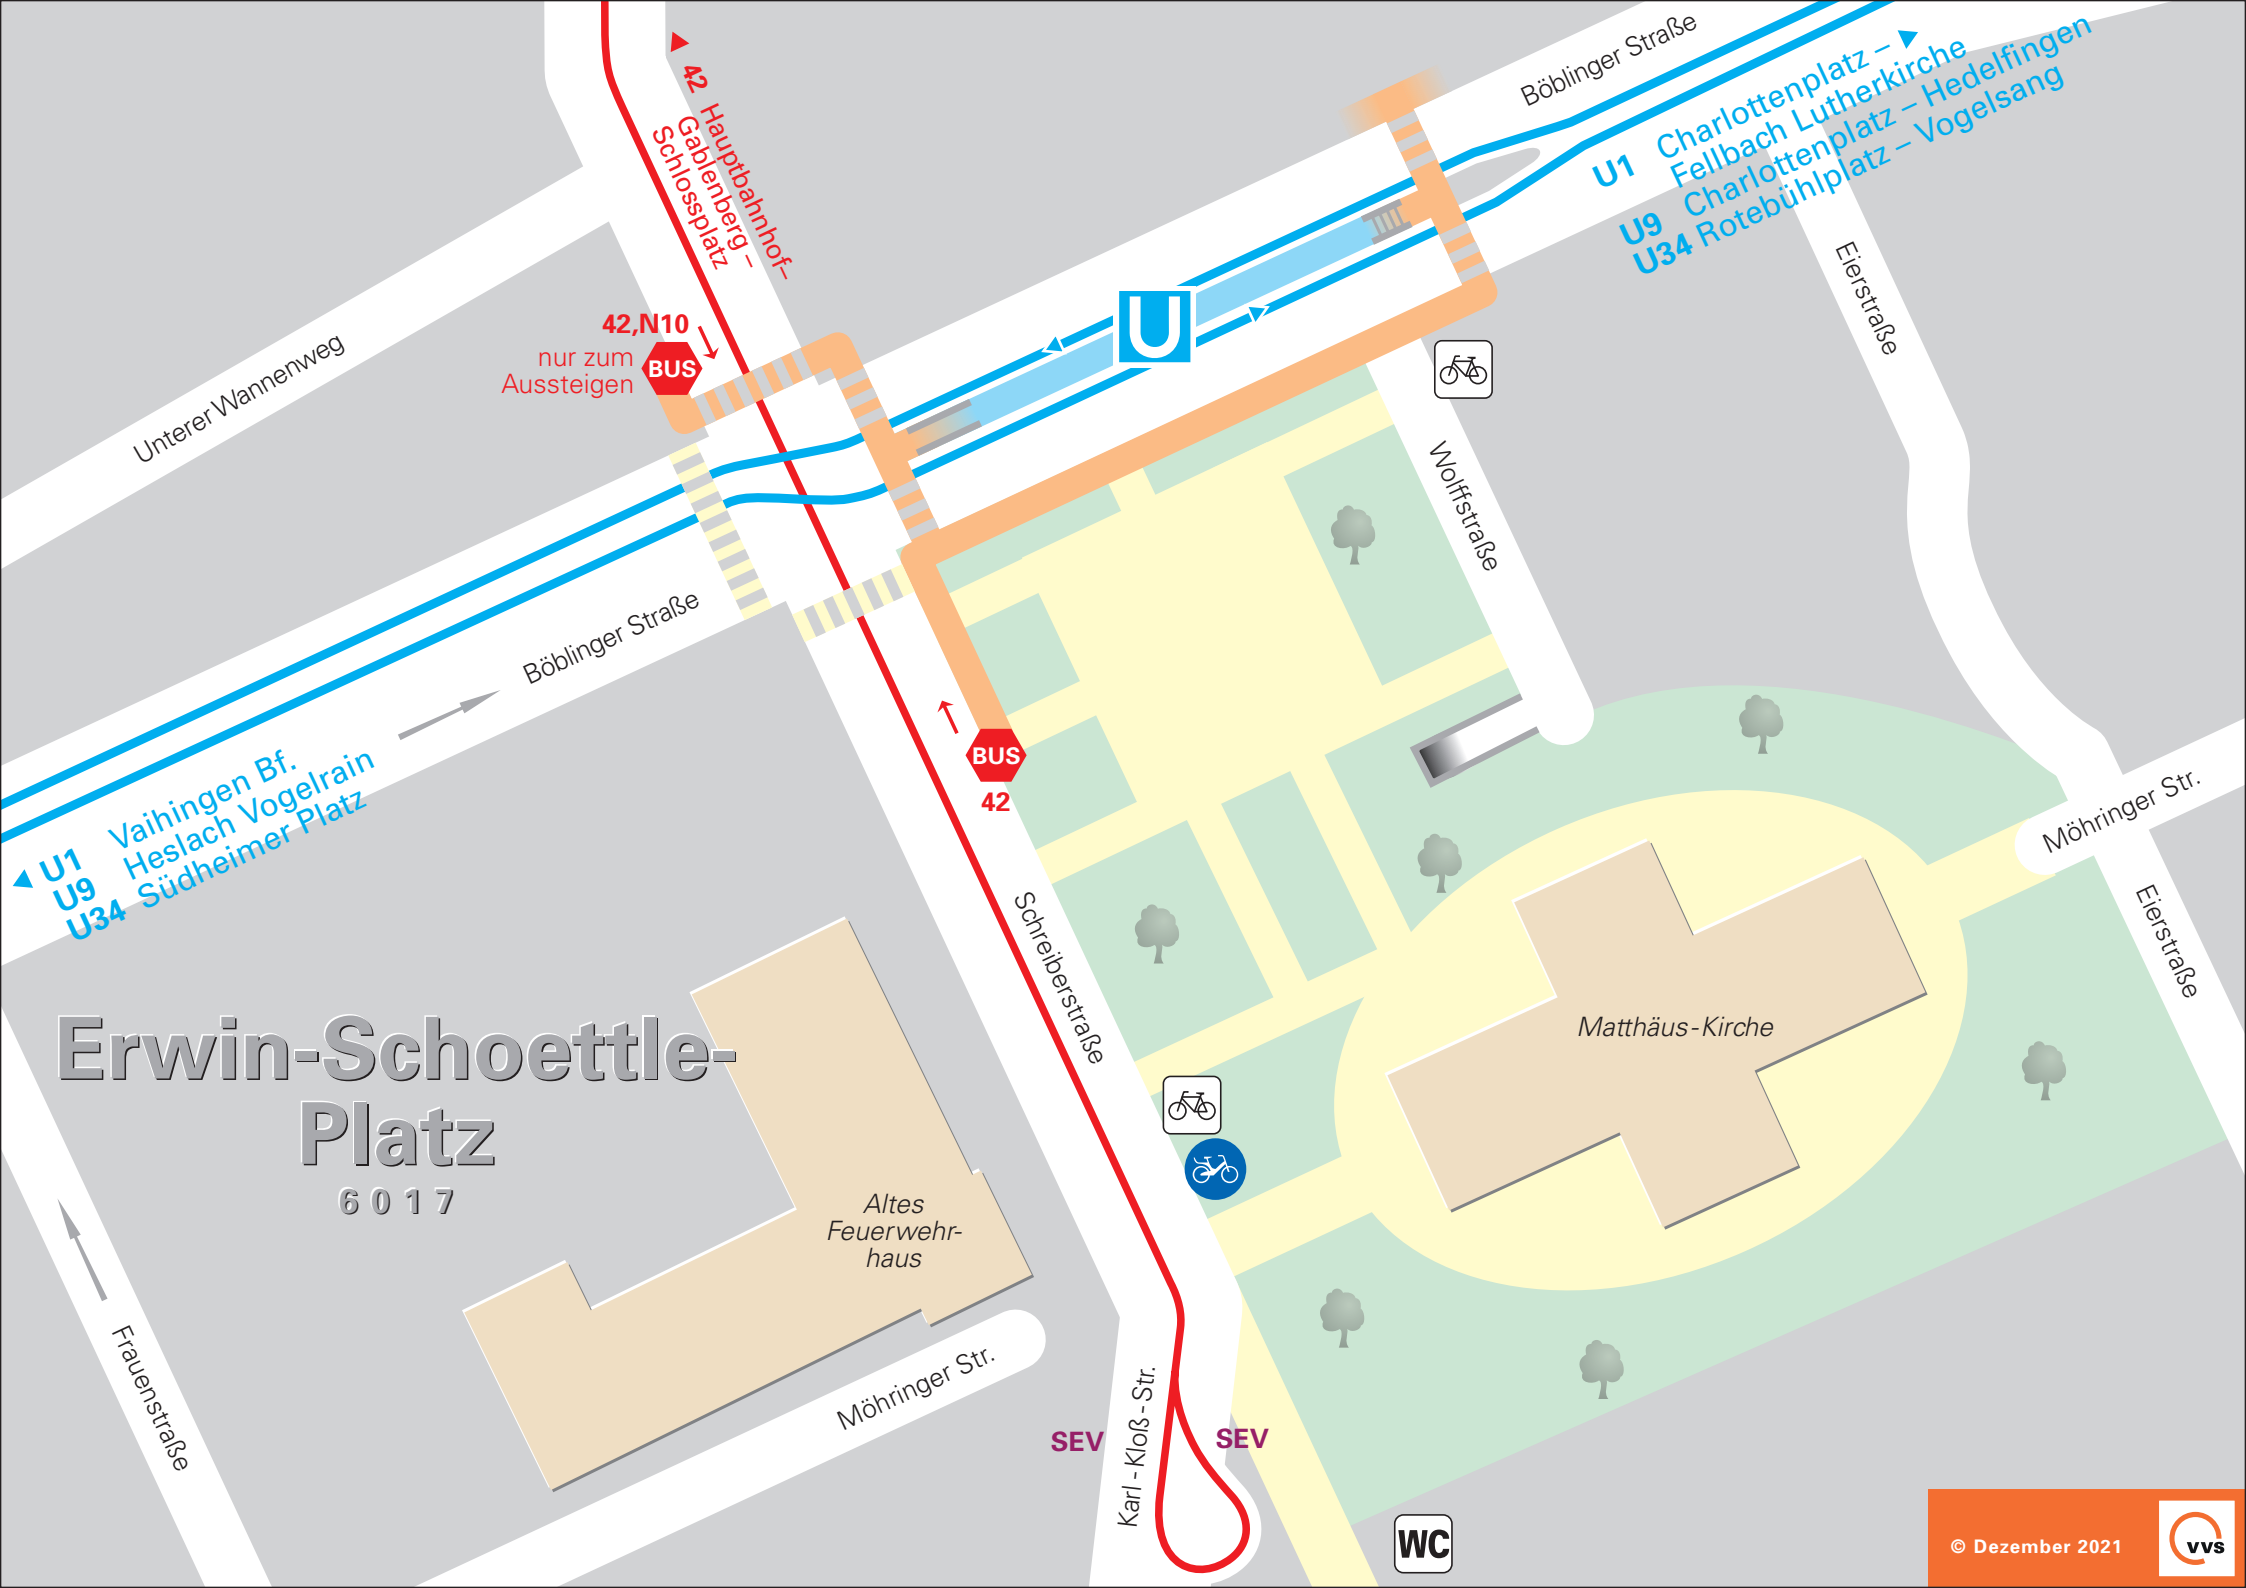 Böblinger Straße
Charlottenplatz –
U1 Fellbach Lutherkirche
U9 Charlottenplatz – Hedelfingen
U34 Rotebühlplatz – Vogelsang
42 Hauptbahnhof–
Gablenberg –
Schlossplatz
Eierstraße
42,N10
nur zum
Aussteigen
BUS
U
Unterer Wannenweg
Wolffstraße
Böblinger Straße
BUS
42
U1 Vaihingen Bf.
U9 Heslach Vogelrain
U34 Südheimer Platz
Möhringer Str.
Eierstraße
Schreiberstraße
Matthäus-Kirche
Erwin-Schoettle-
Platz
6017
Altes
Feuerwehr-
haus
Frauenstraße
Möhringer Str.
Karl-Kloß-Str.
SEV
SEV
WC
© Dezember 2021
vvs